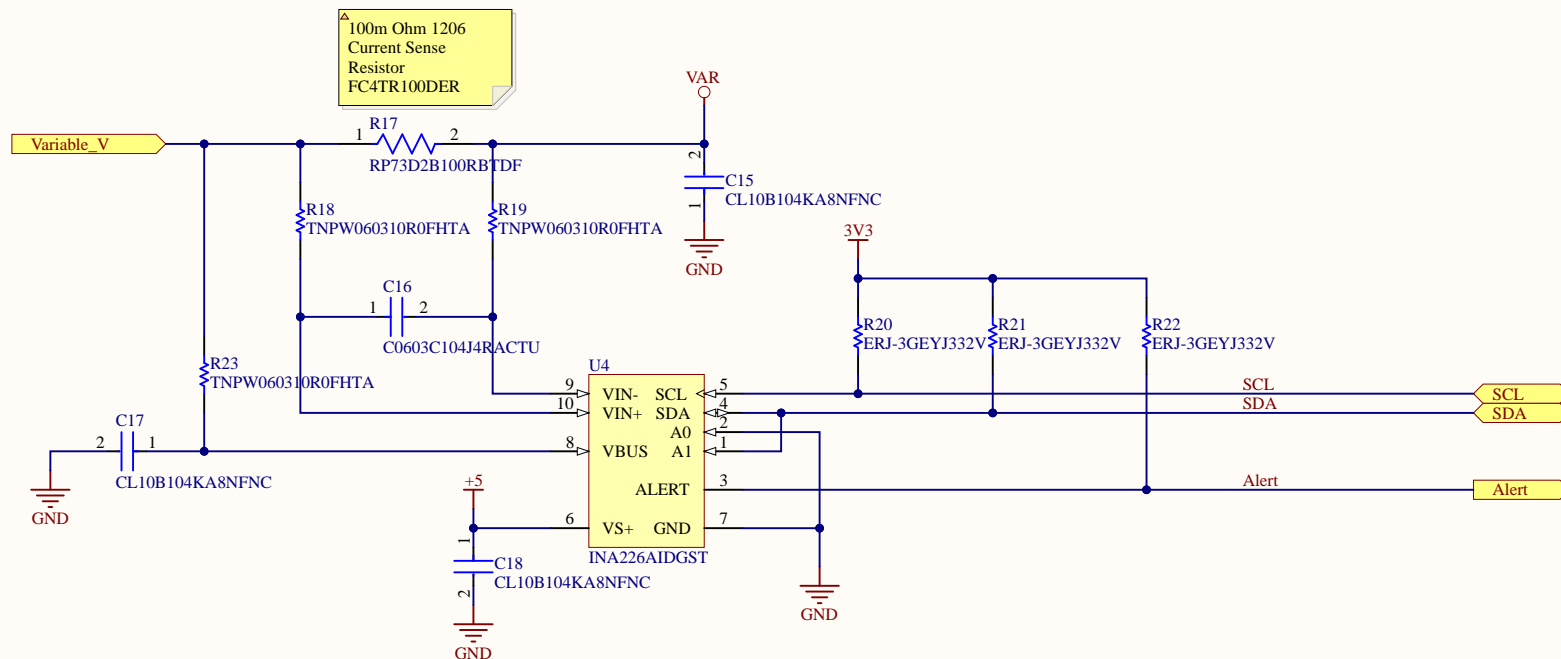 100m Ohm 1206
Current Sense
Resistor
FC4TR100DER
VAR
Variable_V
1
R17
2
RP73D2B100RBTDF
2
C15
CL10B104KA8NFNC
1
GND
R18
TNPW060310R0FHTA
R19
TNPW060310R0FHTA
3V3
C16
1
2
C0603C104J4RACTU
R20
ERJ-3GEYJ332V
R21
ERJ-3GEYJ332V
R22
ERJ-3GEYJ332V
R23
TNPW060310R0FHTA
U4
9
VIN-
SCL
5
SCL
SCL
10
VIN+
SDA
4
SDA
SDA
A0
2
C17
2
1
8
VBUS
A1
1
CL10B104KA8NFNC
GND
+5
ALERT
3
Alert
Alert
6
VS+
GND
7
INA226AIDGST
1
C18
CL10B104KA8NFNC
2
GND
GND